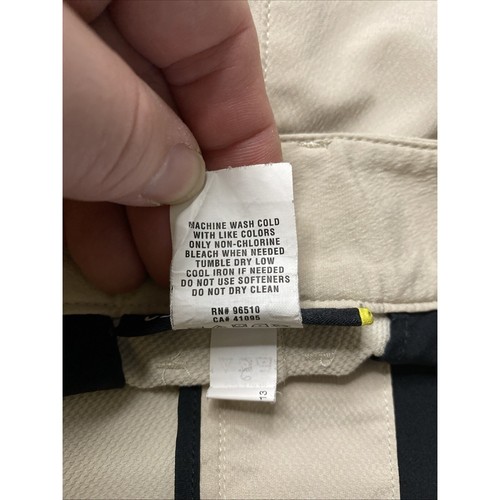 MACHINE WASH COLD
WITH LIKE COLORS
ONLY NON-CHLORINE
BLEACH WHEN NEEDED
TUMBLE DRY LOW
COOL IRON IF NEEDED
DO NOT USE SOFTENERS
DO NOT DRY CLEAN
RN# 96510
CA# 41095
13